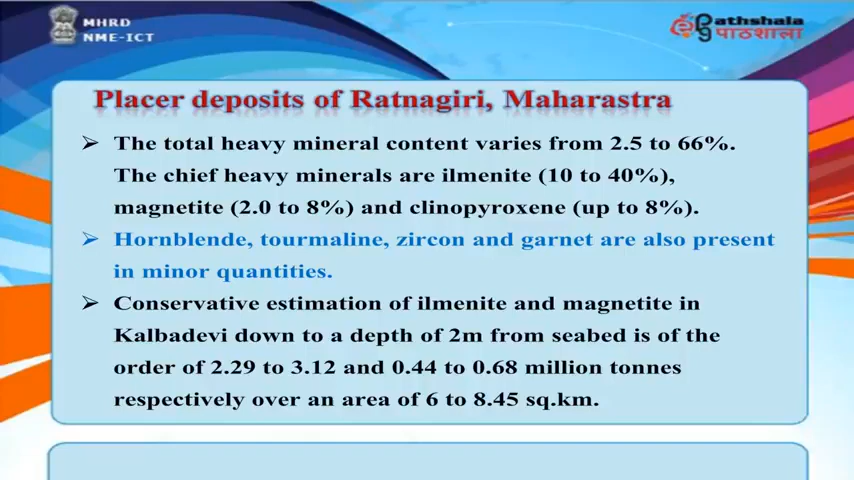 MHRD
NME-ICT
Pathshala
पाठशाला
Placer deposits of Ratnagiri, Maharastra
➢ The total heavy mineral content varies from 2.5 to 66%.
The chief heavy minerals are ilmenite (10 to 40%),
magnetite (2.0 to 8%) and clinopyroxene (up to 8%).
➢ Hornblende, tourmaline, zircon and garnet are also present
in minor quantities.
➢ Conservative estimation of ilmenite and magnetite in
Kalbadevi down to a depth of 2m from seabed is of the
order of 2.29 to 3.12 and 0.44 to 0.68 million tonnes
respectively over an area of 6 to 8.45 sq.km.